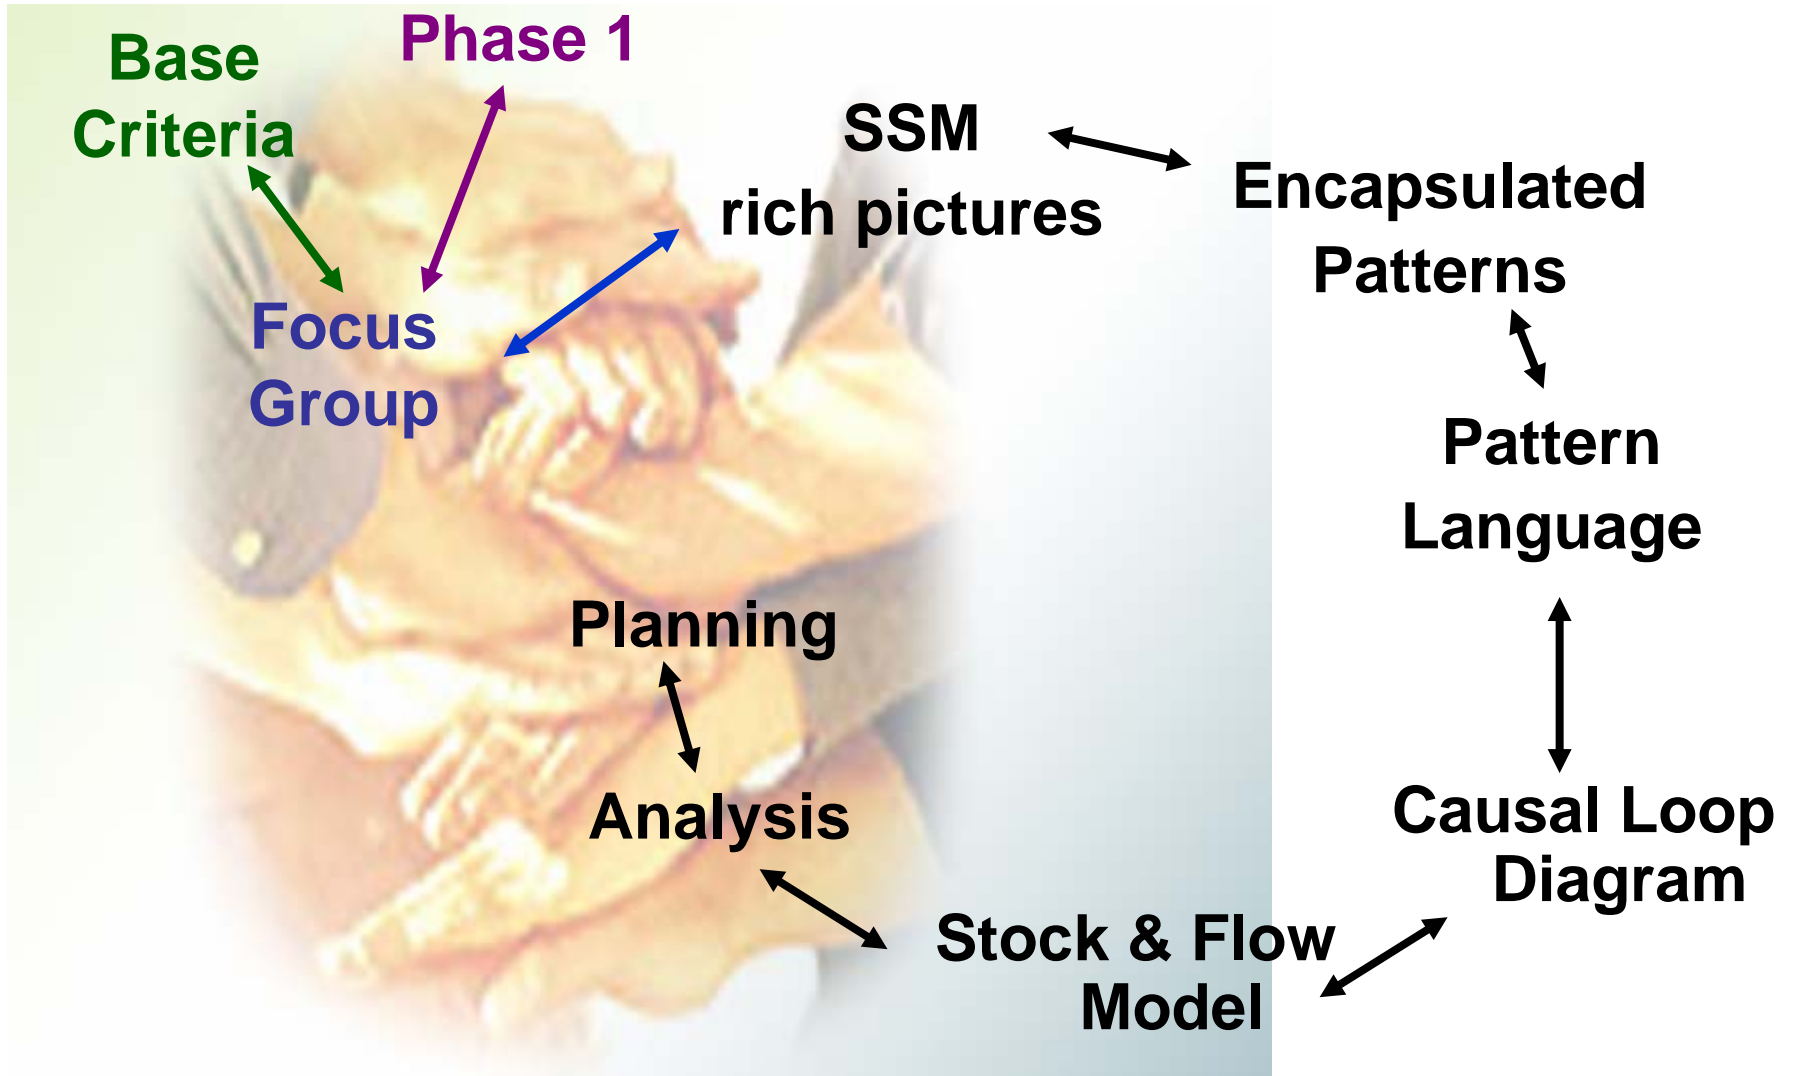 Base
Criteria
Phase 1
SSM
rich pictures
Encapsulated
Patterns
Focus
Group
Pattern
Language
Planning
Analysis
Causal Loop
Diagram
Stock & Flow
Model